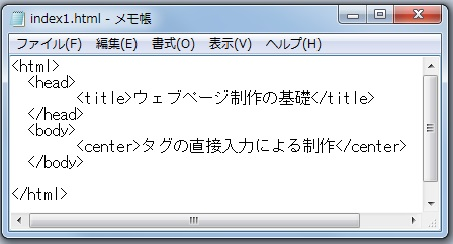 index1.html - メモ帳
ファイル(F) 編集(E) 書式(O) 表示(V) ヘルプ(H)
<html>
<head>
<title>ウェブページ制作の基礎</title>
</head>
<body>
<center>タグの直接入力による制作</center>
</body>
</html>